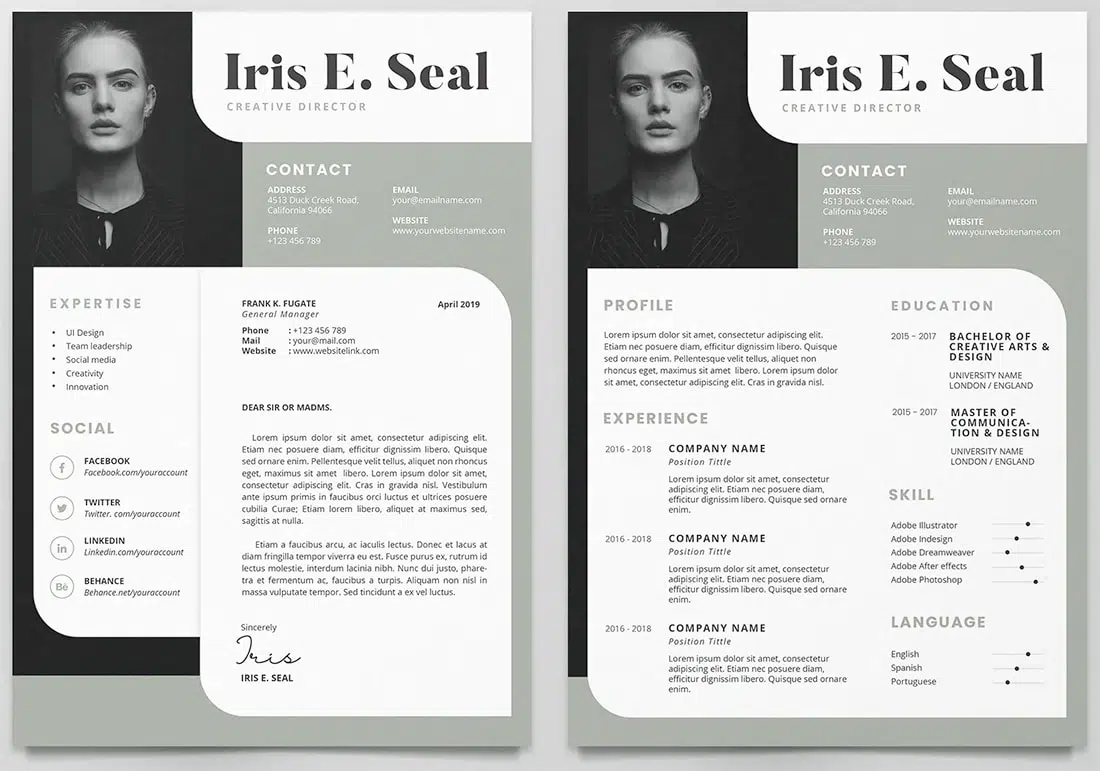 Iris E. Seal
CREATIVE DIRECTOR
CONTACT
ADDRESS
4513 Duck Creek Road,
California 94066
PHONE
+123 456 789
EMAIL
your@emailname.com
WEBSITE
www.yourwebsitename.com
EXPERTISE
• UI Design
• Team leadership
• Social media
• Creativity
• Innovation
SOCIAL
f
FACEBOOK
Facebook.com/youraccount
TWITTER
Twitter. com/youraccount
in
LINKEDIN
Linkedin.com/youraccount
Bē
BEHANCE
Behance.net/youraccount
FRANK K. FUGATE
General Manager
April 2019
Phone : +123 456 789
Mail : your@mail.com
Website : www.websitelink.com
DEAR SIR OR MADMS.
Lorem ipsum dolor sit amet, consectetur adipiscing elit.
Etiam nec posuere diam, efficitur dignissim libero. Quisque
sed ornare enim. Pellentesque velit tellus, aliquet non rhoncus
eget, maximus sit amet libero. Lorem ipsum dolor sit amet,
consectetur adipiscing elit. Cras in gravida nisl. Vestibulum
ante ipsum primis in faucibus orci luctus et ultrices posuere
cubilia Curae; Etiam lorem libero, aliquet at maximus sed,
sagittis at nulla.
Etiam a faucibus arcu, ac iaculis lectus. Donec et lacus at
diam fringilla tempor viverra eu est. Fusce purus ex, rutrum id
lectus molestie, interdum lacinia nibh. Nunc dui justo, phare-
tra et fermentum ac, faucibus a turpis. Aliquam non nisl in
massa vulputate tempor. Sed tincidunt a ex vel luctus.
Sincerely
Iris
IRIS E. SEAL
Iris E. Seal
CREATIVE DIRECTOR
CONTACT
ADDRESS
4513 Duck Creek Road,
California 94066
PHONE
+123 456 789
EMAIL
your@emailname.com
WEBSITE
www.yourwebsitename.com
PROFILE
Lorem ipsum dolor sit amet, consectetur adipiscing elit.
Etiam nec posuere diam, efficitur dignissim libero. Quisque
sed ornare enim. Pellentesque velit tellus, aliquet non
rhoncus eget, maximus sit amet libero. Lorem ipsum dolor
sit amet, consectetur adipiscing elit. Cras in gravida nisl.
EXPERIENCE
2016 - 2018
COMPANY NAME
Position Tittle
Lorem ipsum dolor sit amet, consectetur
adipiscing elit. Etiam nec posuere diam,
efficitur dignissim libero. Quisque sed ornare
enim.
2016 - 2018
COMPANY NAME
Position Tittle
Lorem ipsum dolor sit amet, consectetur
adipiscing elit. Etiam nec posuere diam,
efficitur dignissim libero. Quisque sed ornare
enim.
2016 - 2018
COMPANY NAME
Position Tittle
Lorem ipsum dolor sit amet, consectetur
adipiscing elit. Etiam nec posuere diam,
efficitur dignissim libero. Quisque sed ornare
enim.
EDUCATION
2015 – 2017
BACHELOR OF
CREATIVE ARTS &
DESIGN
UNIVERSITY NAME
LONDON / ENGLAND
2015 – 2017
MASTER OF
COMMUNICA-
TION & DESIGN
UNIVERSITY NAME
LONDON / ENGLAND
SKILL
Adobe Illustrator
Adobe Indesign
Adobe Dreamweaver
Adobe After effects
Adobe Photoshop
LANGUAGE
English
Spanish
Portuguese